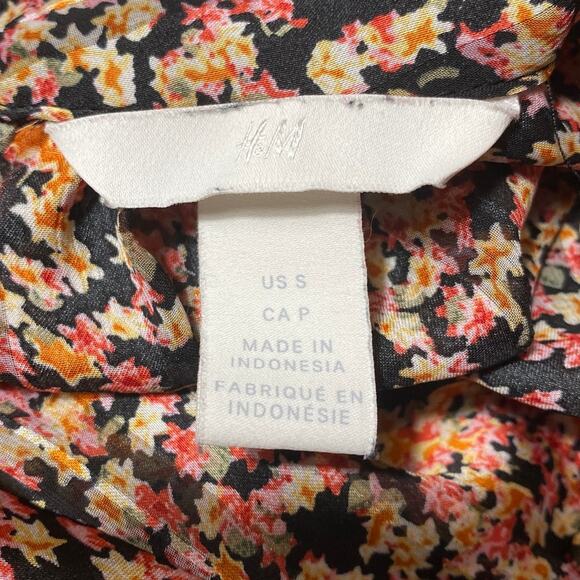 H&M
US S
CA P
MADE IN
INDONESIA
FABRIQUÉ EN
INDONÉSIE